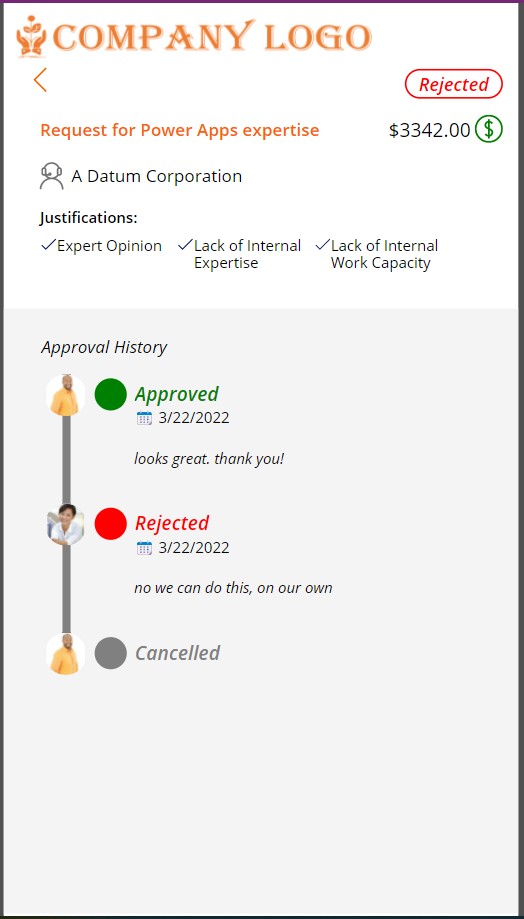 COMPANY LOGO
Rejected
Request for Power Apps expertise
$3342.00 $
A Datum Corporation
Justifications:
Expert Opinion
Lack of Internal
Expertise
Lack of Internal
Work Capacity
Approval History
Approved
3/22/2022
looks great. thank you!
Rejected
3/22/2022
no we can do this, on our own
Cancelled